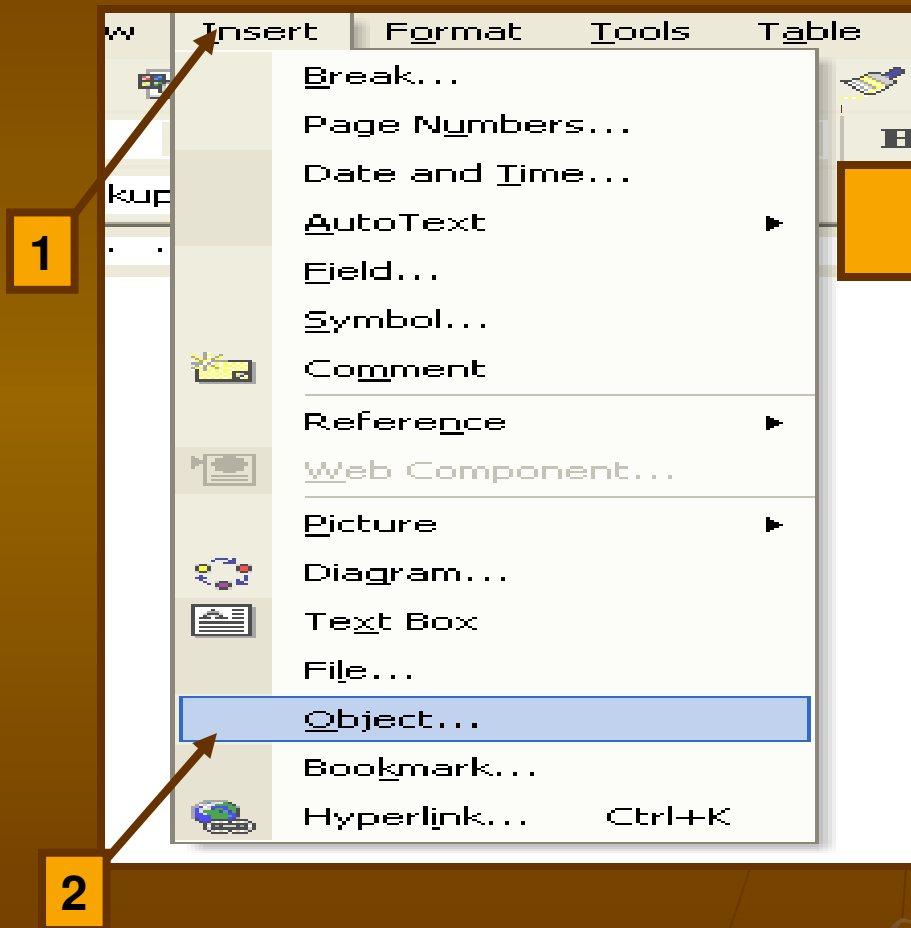 w Insert Format Tools Table
Break...
Page Numbers...
Date and Time...
kup
AutoText
1
Field...
Symbol...
Comment
Reference
Web Component...
Picture
Diagram...
Text Box
File...
Object...
Bookmark...
Hyperlink... Ctrl+K
2